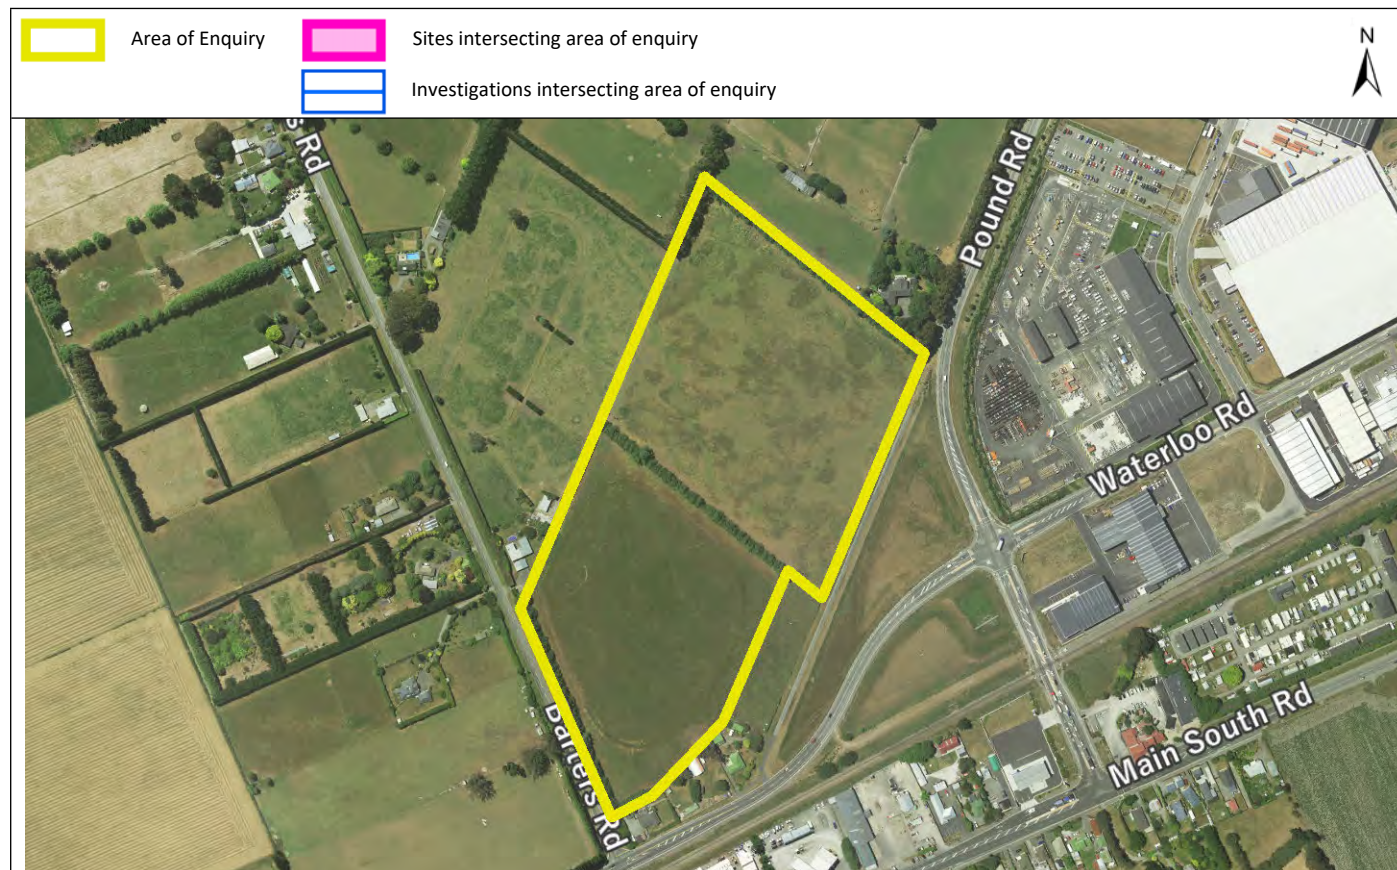 Area of Enquiry
Sites intersecting area of enquiry
N
Investigations intersecting area of enquiry
s Rd
Pound Rd
Waterloo Rd
Main South Rd
Barters Rd